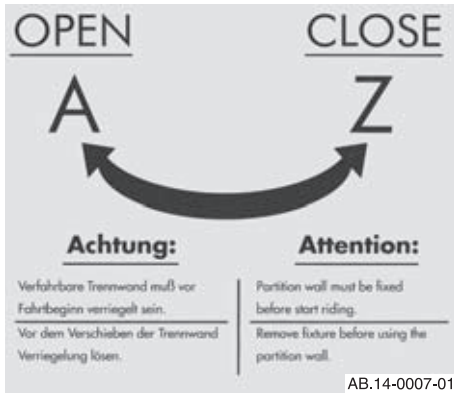 OPEN CLOSE
A Z
Achtung:
Verfahrbare Trennwand muß vor
Fahrtbeginn verriegelt sein.
Vor dem Verschieben der Trennwand
Verriegelung lösen.
Attention:
Partition wall must be fixed
before start riding.
Remove fixture before using the
partition wall.
AB.14-0007-01